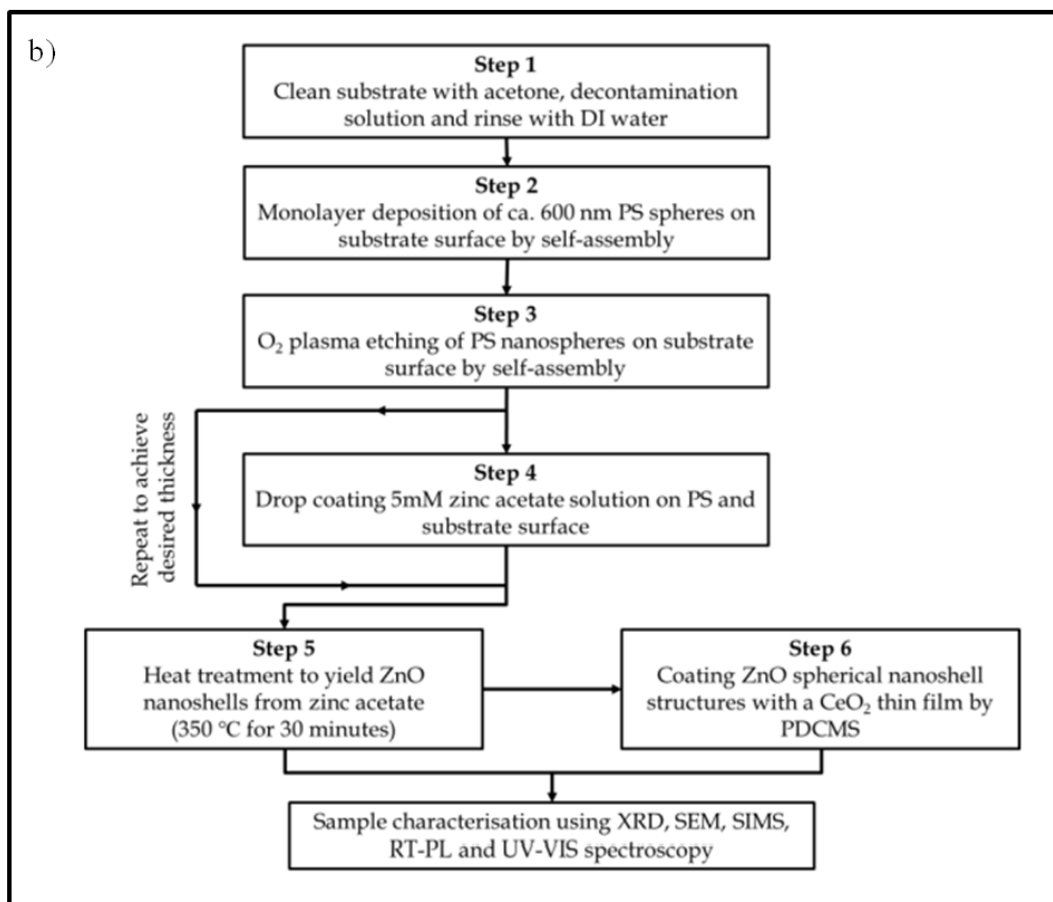 b)
Step 1
Clean substrate with acetone, decontamination
solution and rinse with DI water
Step 2
Monolayer deposition of ca. 600 nm PS spheres on
substrate surface by self-assembly
Step 3
O₂ plasma etching of PS nanospheres on substrate
surface by self-assembly
Repeat to achieve
desired thickness
Step 4
Drop coating 5mM zinc acetate solution on PS and
substrate surface
Step 5
Heat treatment to yield ZnO
nanoshells from zinc acetate
(350 °C for 30 minutes)
Step 6
Coating ZnO spherical nanoshell
structures with a CeO₂ thin film by
PDCMS
Sample characterisation using XRD, SEM, SIMS,
RT-PL and UV-VIS spectroscopy